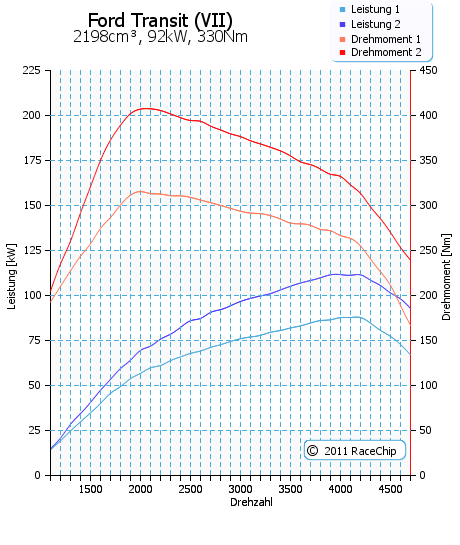 Ford Transit (VII)
2198cm³, 92kW, 330Nm
Leistung 1
Leistung 2
Drehmoment 1
Drehmoment 2
225
200
175
150
125
100
75
50
25
0
Leistung [kW]
450
400
350
300
250
200
150
100
50
0
Drehmoment [Nm]
© 2011 RaceChip
1500 2000 2500 3000 3500 4000 4500
Drehzahl